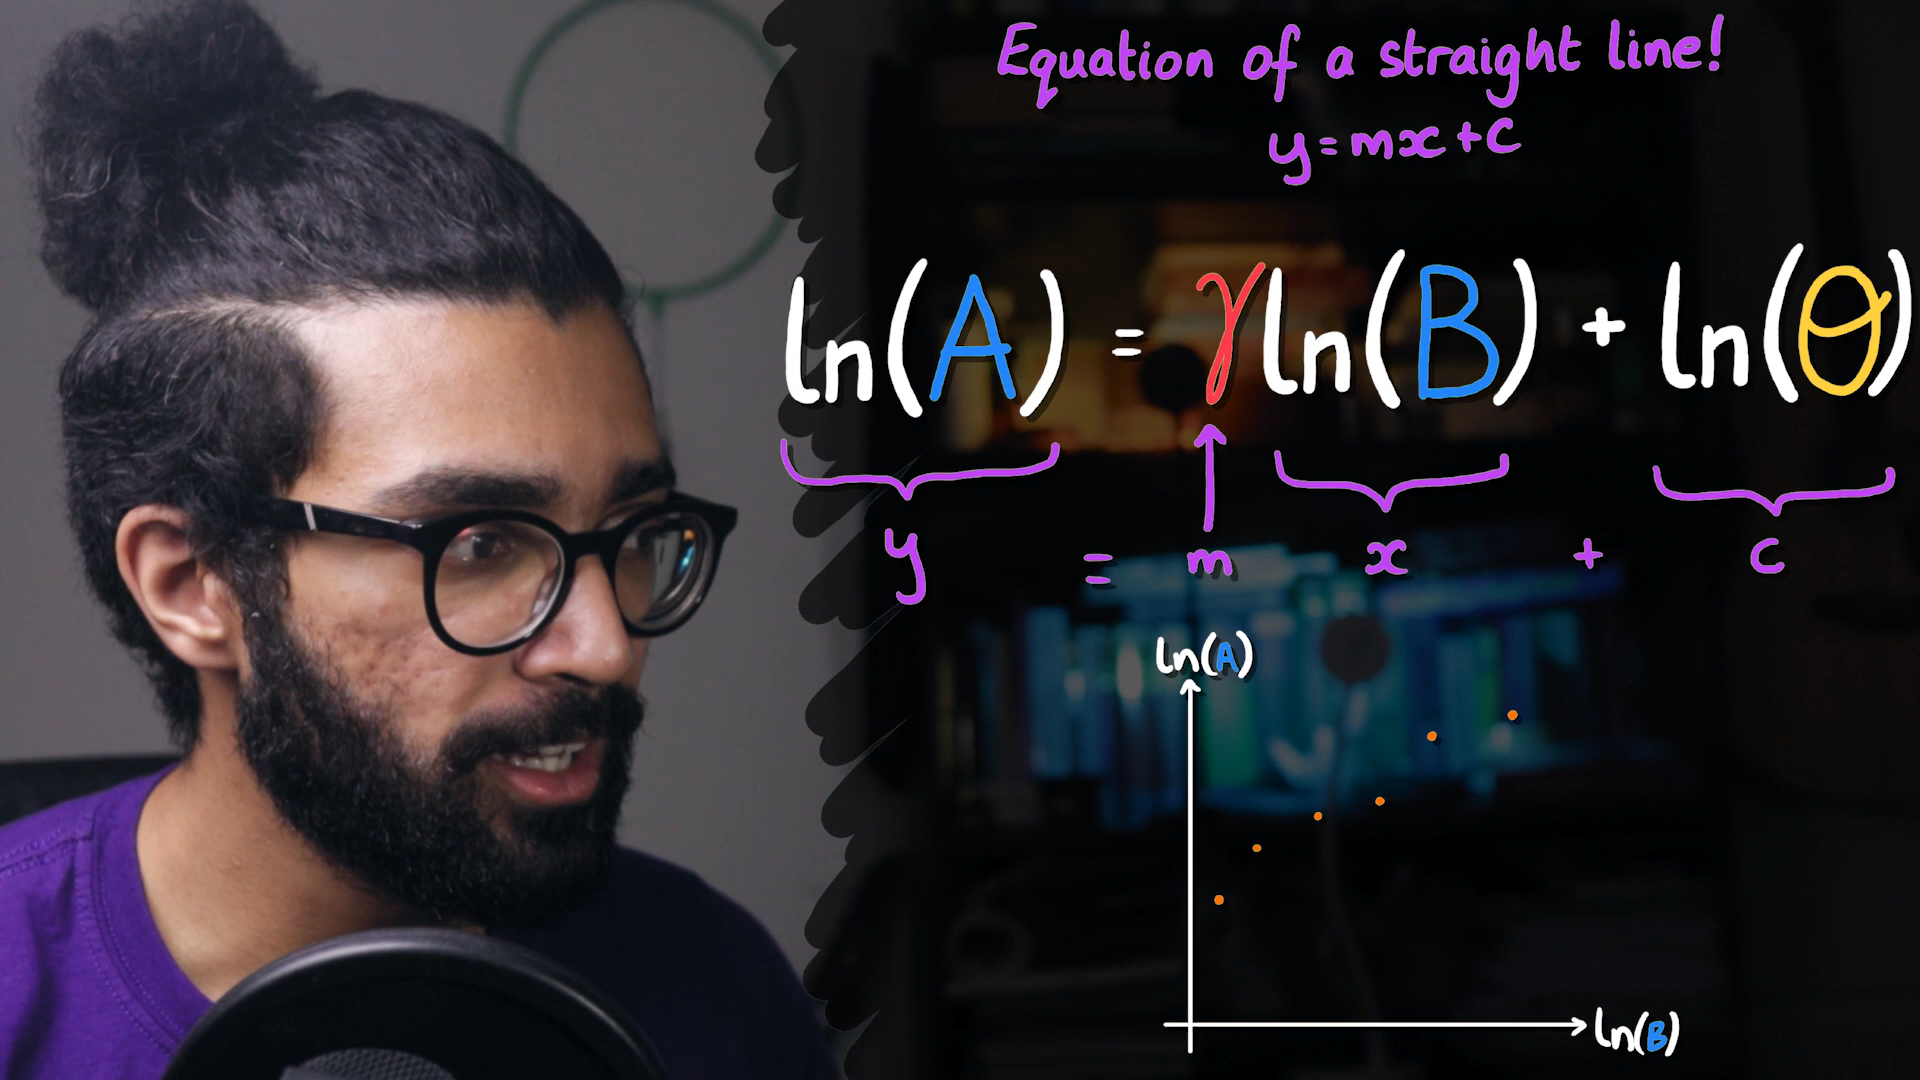 Equation of a straight line!
y=mx+c
ln(A) = γln(B) + ln(θ)
y = m x + c
ln(A)
ln(B)